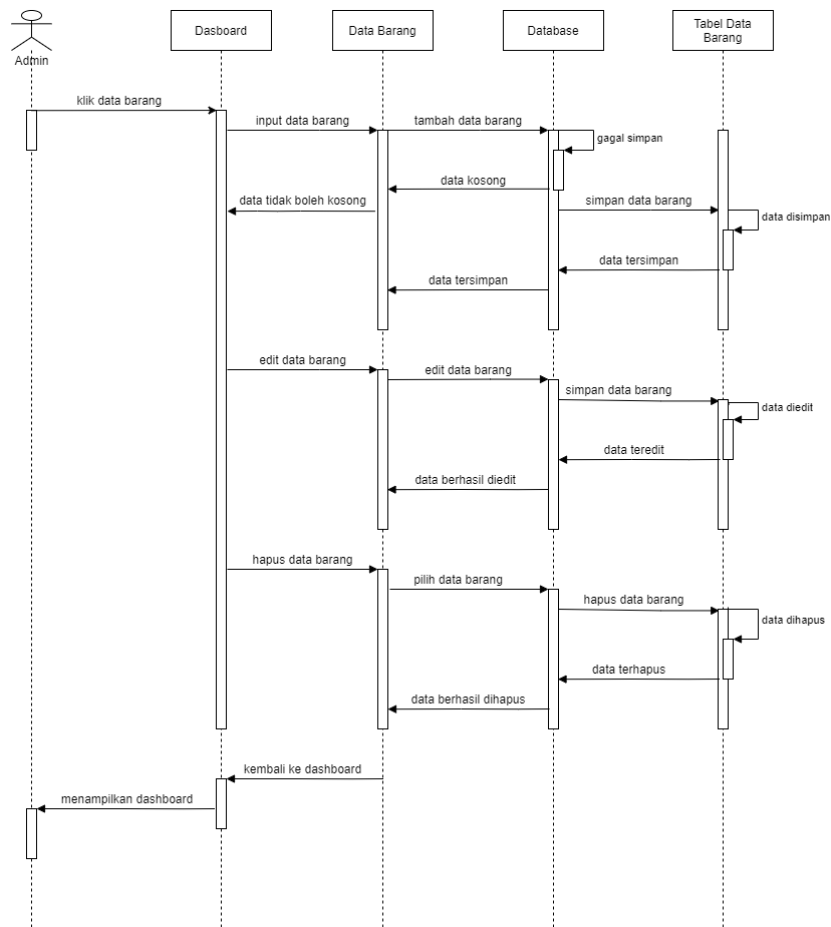 Admin
Dasboard
Data Barang
Database
Tabel Data
Barang
klik data barang
input data barang
tambah data barang
gagal simpan
data kosong
data tidak boleh kosong
simpan data barang
data disimpan
data tersimpan
data tersimpan
edit data barang
edit data barang
simpan data barang
data diedit
data teredit
data berhasil diedit
hapus data barang
pilih data barang
hapus data barang
data dihapus
data terhapus
data berhasil dihapus
kembali ke dashboard
menampilkan dashboard